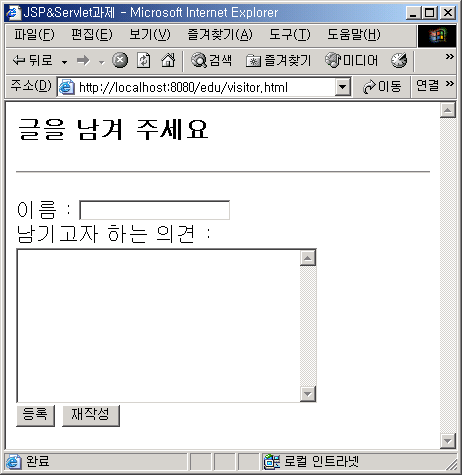 JSP&Servlet과제 - Microsoft Internet Explorer
파일(F) 편집(E) 보기(V) 즐겨찾기(A) 도구(T) 도움말(H)
뒤로 검색 즐겨찾기 미디어 »
주소(D) http://localhost:8080/edu/visitor.html 이동 연결 »
글을 남겨 주세요
이름 :
남기고자 하는 의견 :
등록 재작성
완료 로컬 인트라넷